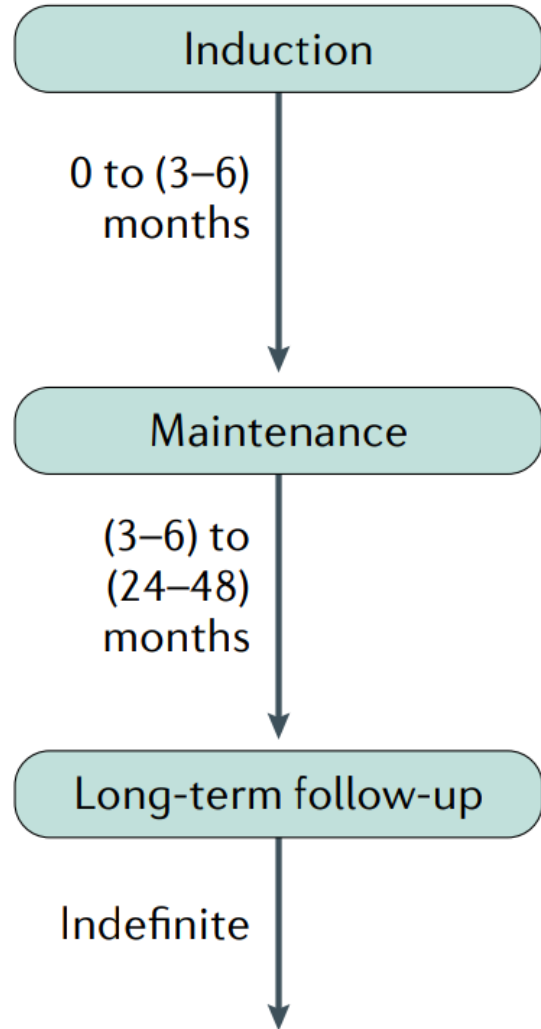 Induction
0 to (3–6)
months
Maintenance
(3–6) to
(24–48)
months
Long-term follow-up
Indefinite